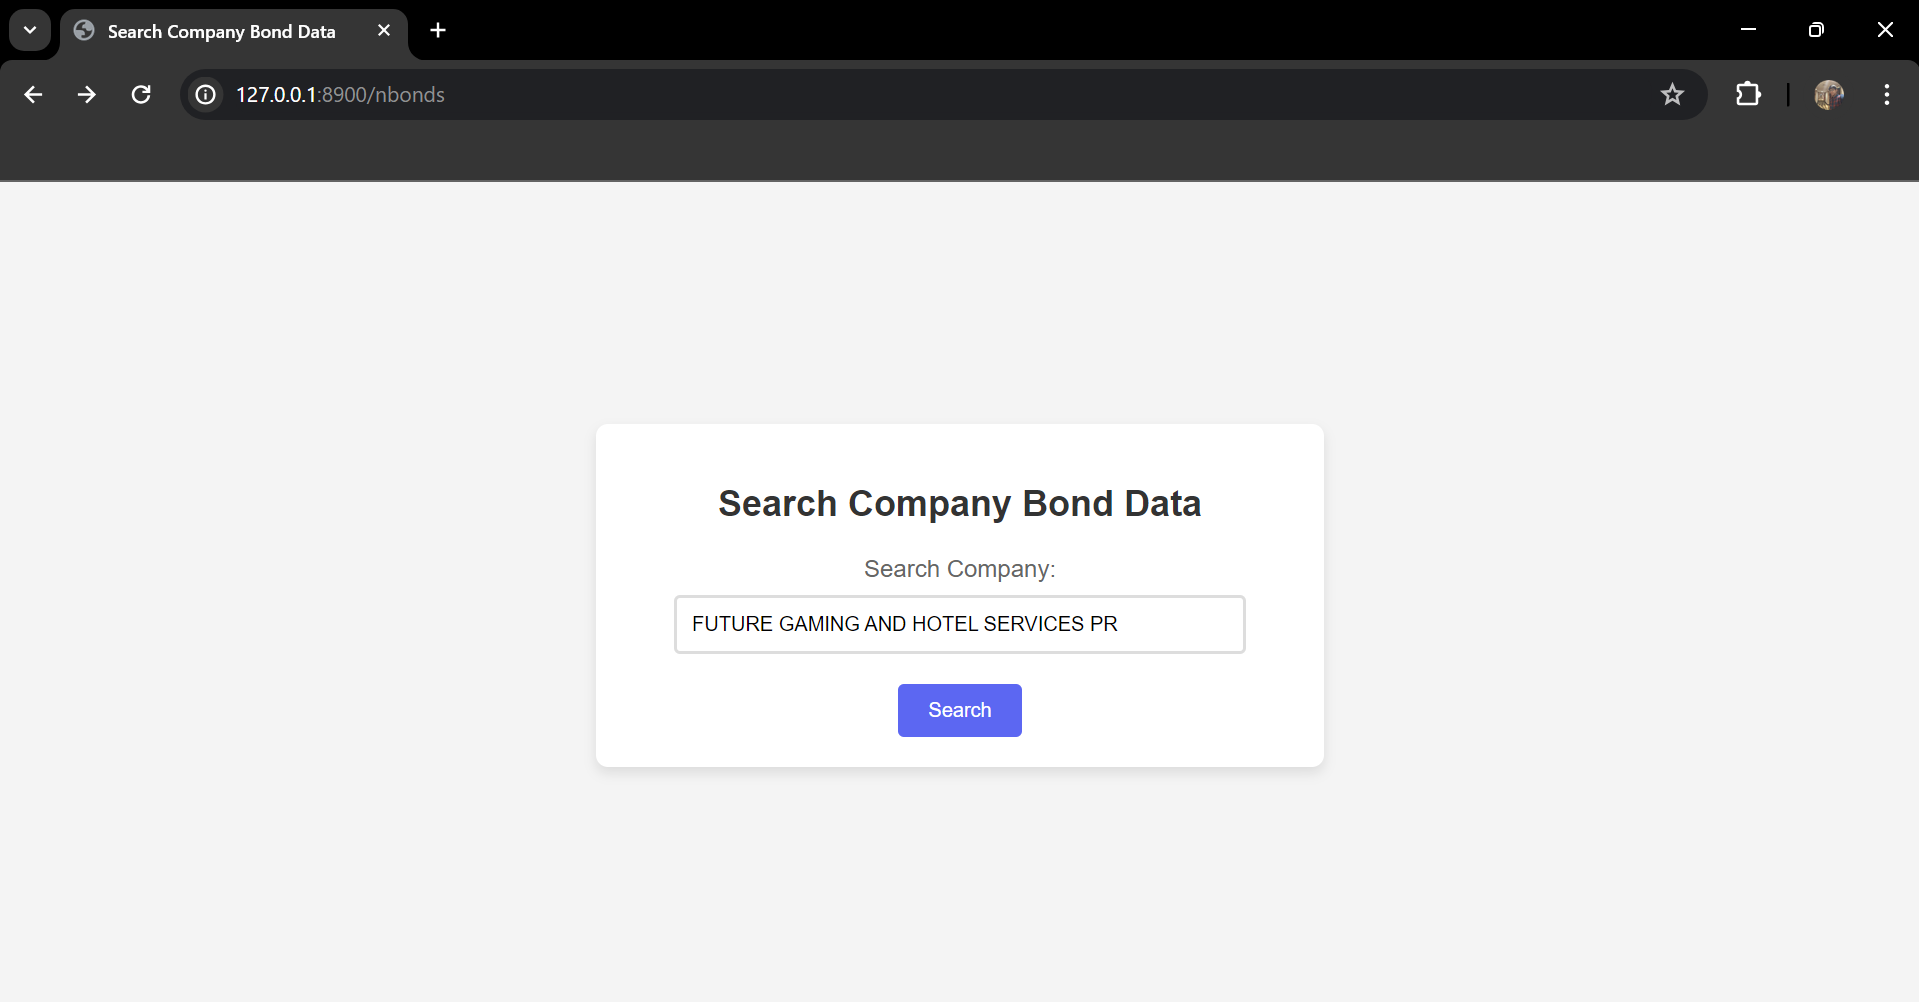 Search Company Bond Data
127.0.0.1:8900/nbonds
Search Company Bond Data
Search Company:
FUTURE GAMING AND HOTEL SERVICES PR
Search